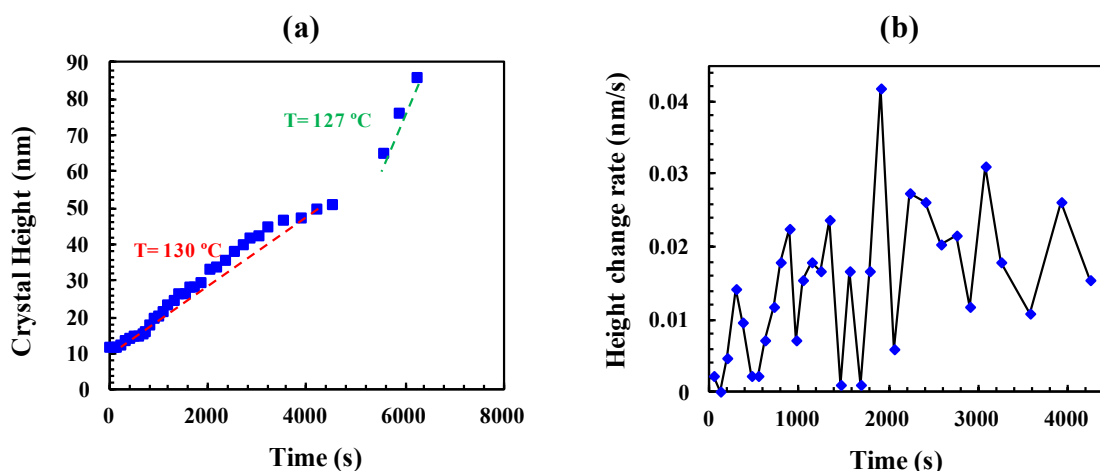 (a)
90
80
70
60
50
40
30
20
10
0
0 2000 4000 6000 8000
Crystal Height (nm)
Time (s)
T= 127 ºC
T= 130 ºC
(b)
0.04
0.03
0.02
0.01
0
0 1000 2000 3000 4000
Height change rate (nm/s)
Time (s)